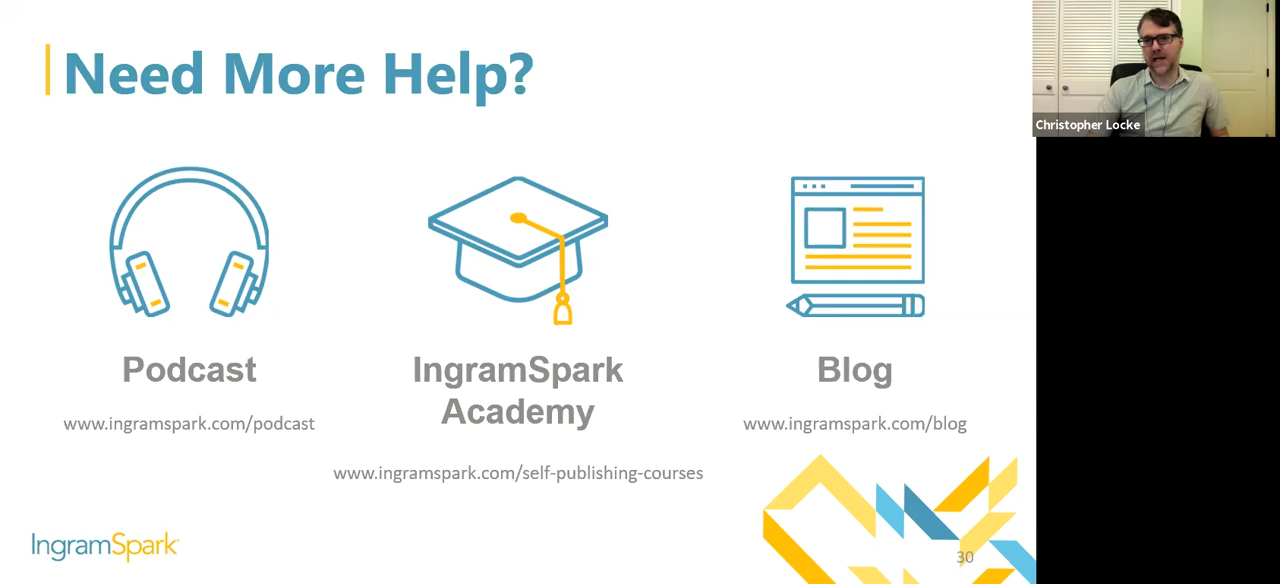 Need More Help?
Christopher Locke
Podcast
www.ingramspark.com/podcast
IngramSpark
Academy
www.ingramspark.com/self-publishing-courses
Blog
www.ingramspark.com/blog
IngramSpark
30